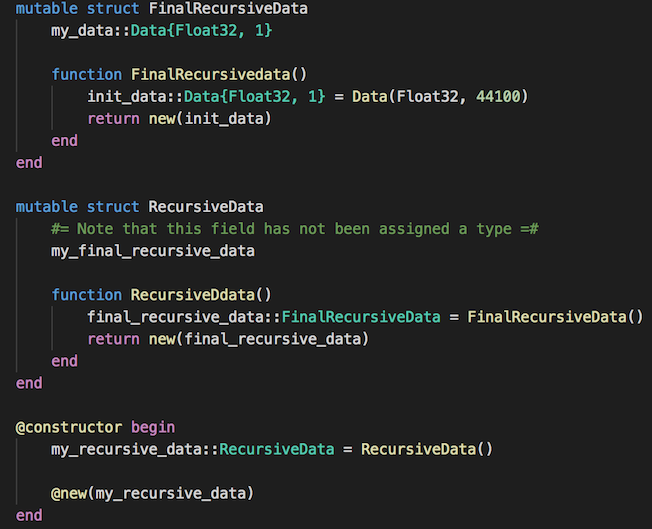 mutable struct FinalRecursiveData
my_data::Data{Float32, 1}
function FinalRecursivedata()
init_data::Data{Float32, 1} = Data(Float32, 44100)
return new(init_data)
end
end
mutable struct RecursiveData
#= Note that this field has not been assigned a type =#
my_final_recursive_data
function RecursiveDdata()
final_recursive_data::FinalRecursiveData = FinalRecursiveData()
return new(final_recursive_data)
end
end
@constructor begin
my_recursive_data::RecursiveData = RecursiveData()
@new(my_recursive_data)
end